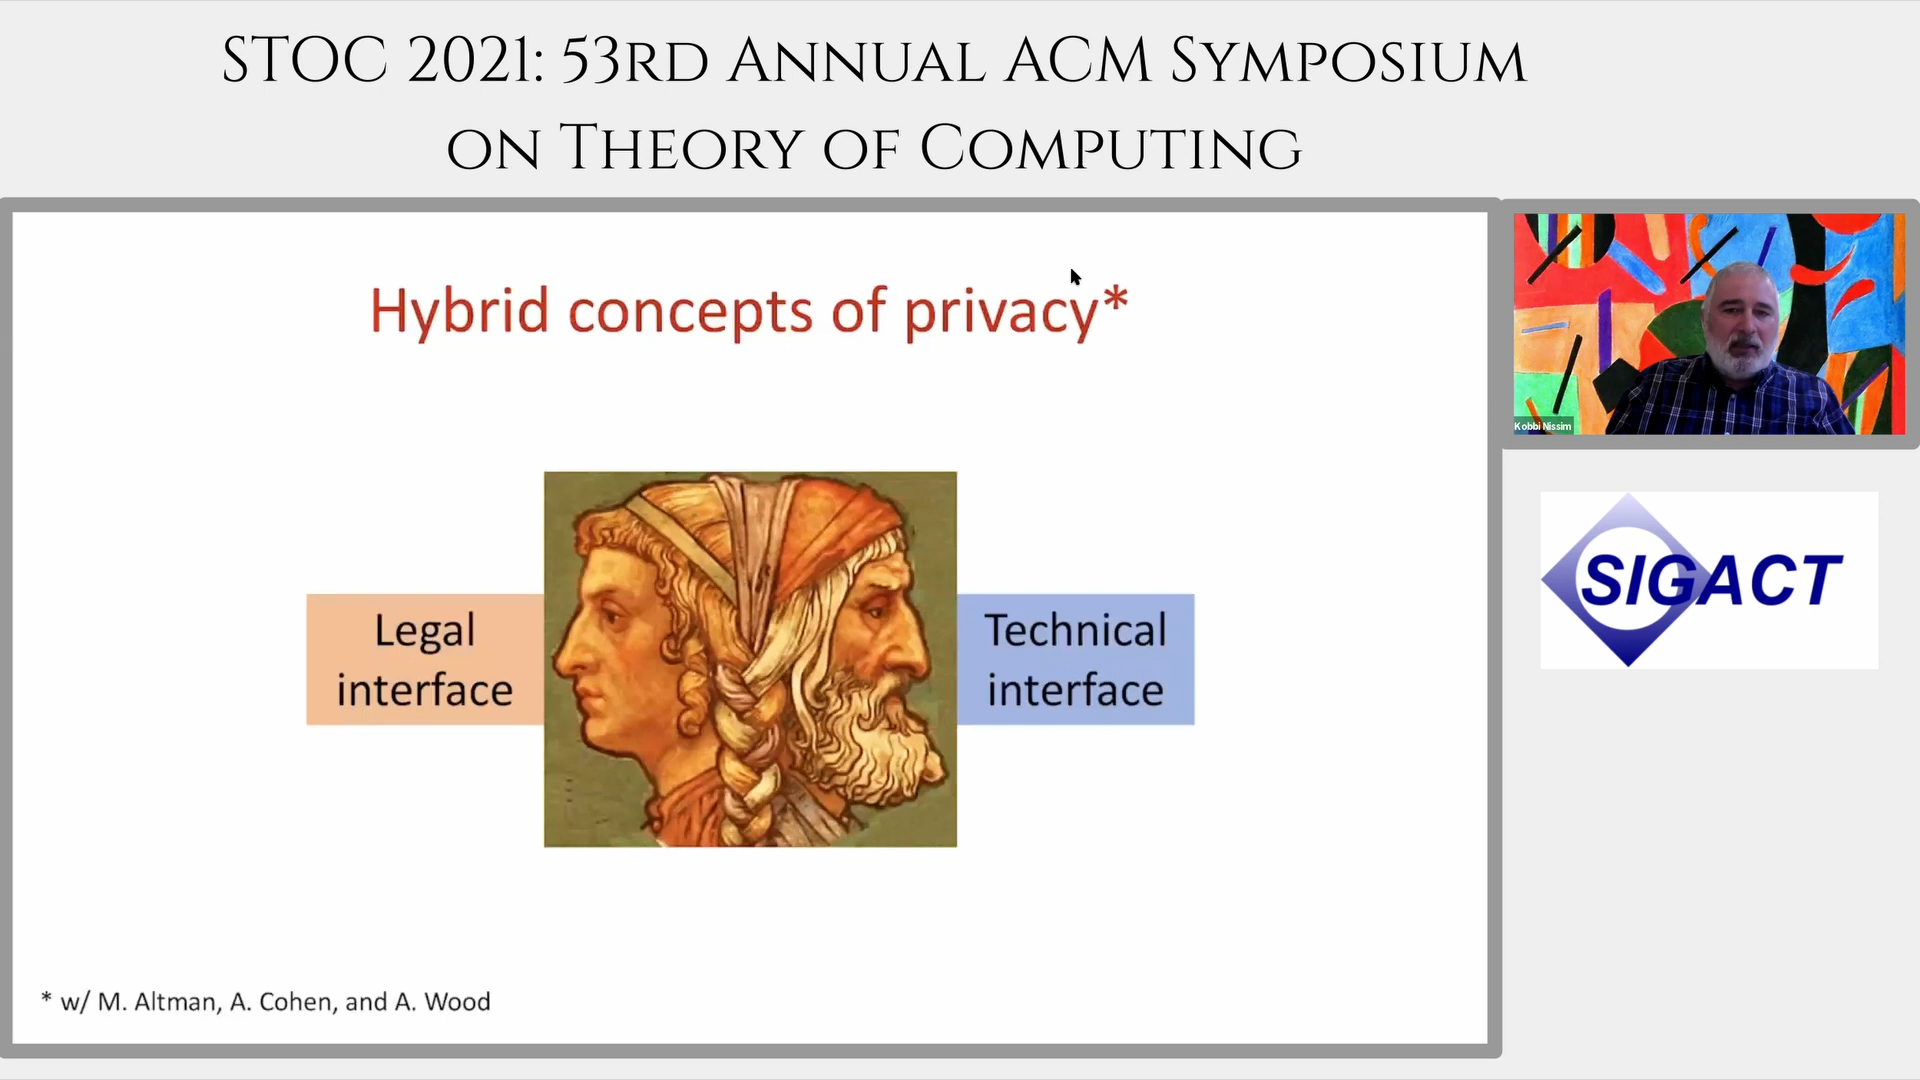 STOC 2021: 53rd Annual ACM Symposium
on Theory of Computing
Hybrid concepts of privacy*
Legal
interface
Technical
interface
* w/ M. Altman, A. Cohen, and A. Wood
Kobbi Nissim
SIGACT